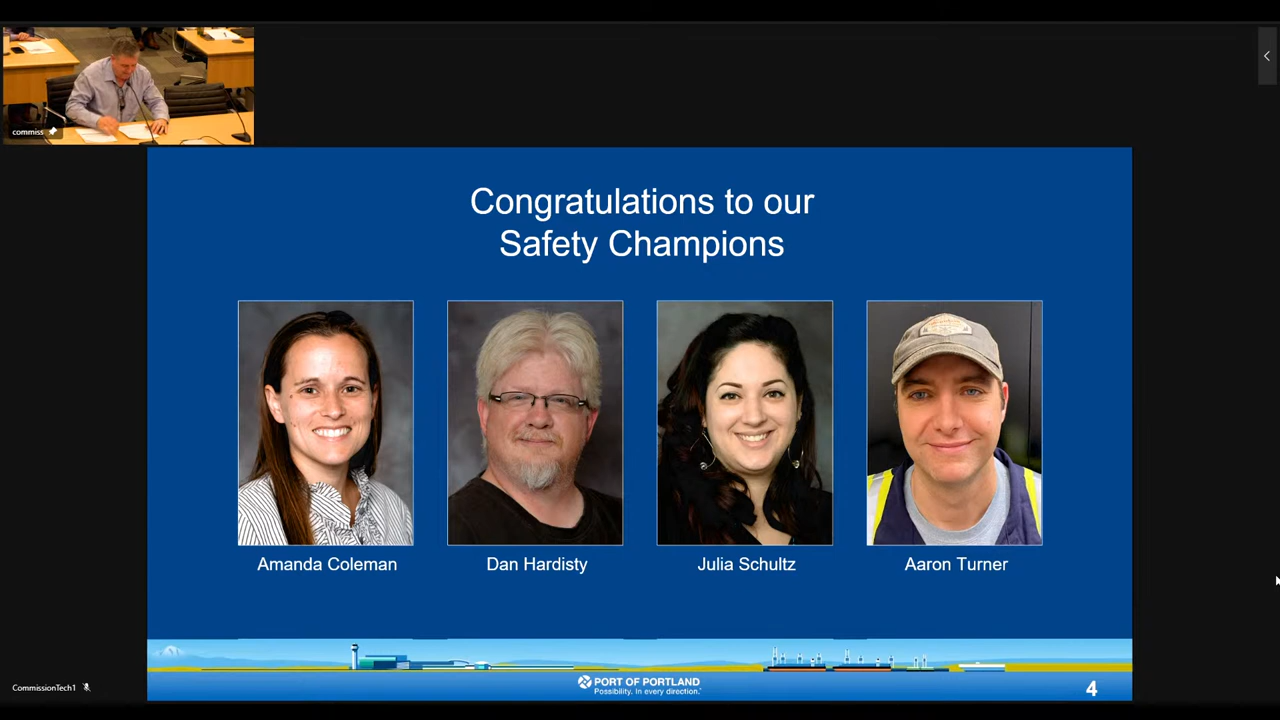 commiss
Congratulations to our
Safety Champions
Amanda Coleman
Dan Hardisty
Julia Schultz
Aaron Turner
PORT OF PORTLAND
Possibility. In every direction.
4
CommissionTech1